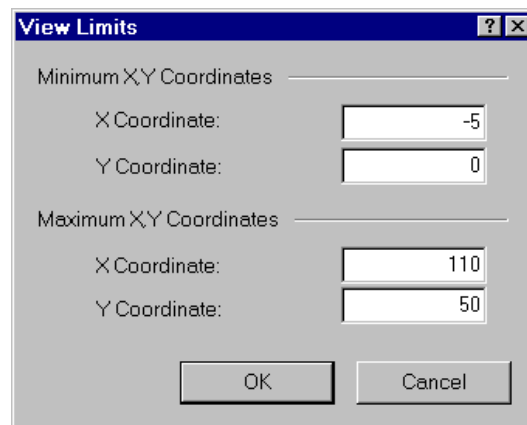 View Limits
Minimum X,Y Coordinates
X Coordinate: -5
Y Coordinate: 0
Maximum X,Y Coordinates
X Coordinate: 110
Y Coordinate: 50
OK Cancel